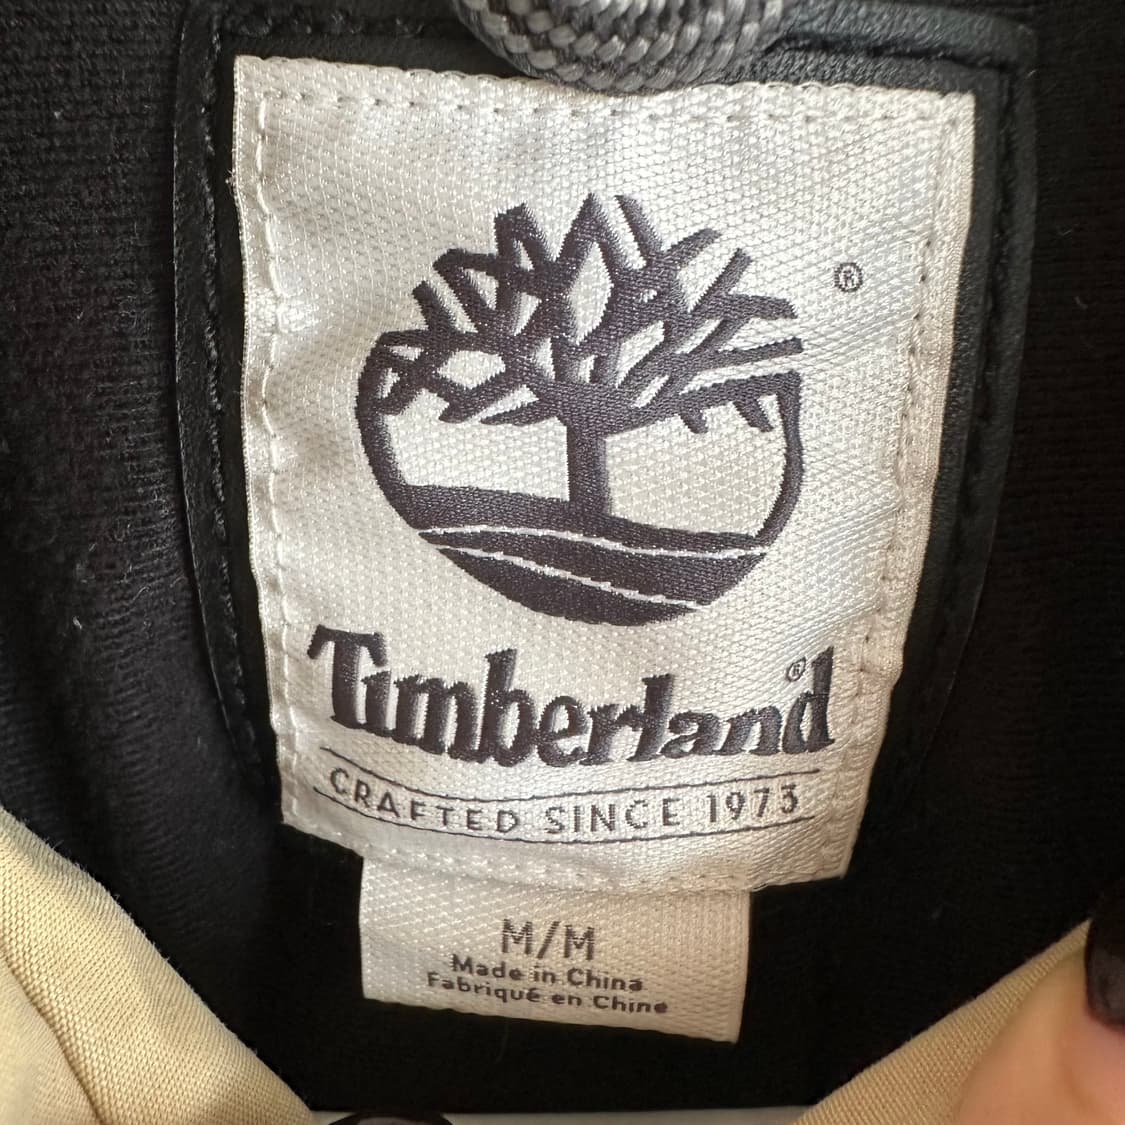 ®
Timberland®
CRAFTED SINCE 1973
M/M
Made in China
Fabriqué en Chine